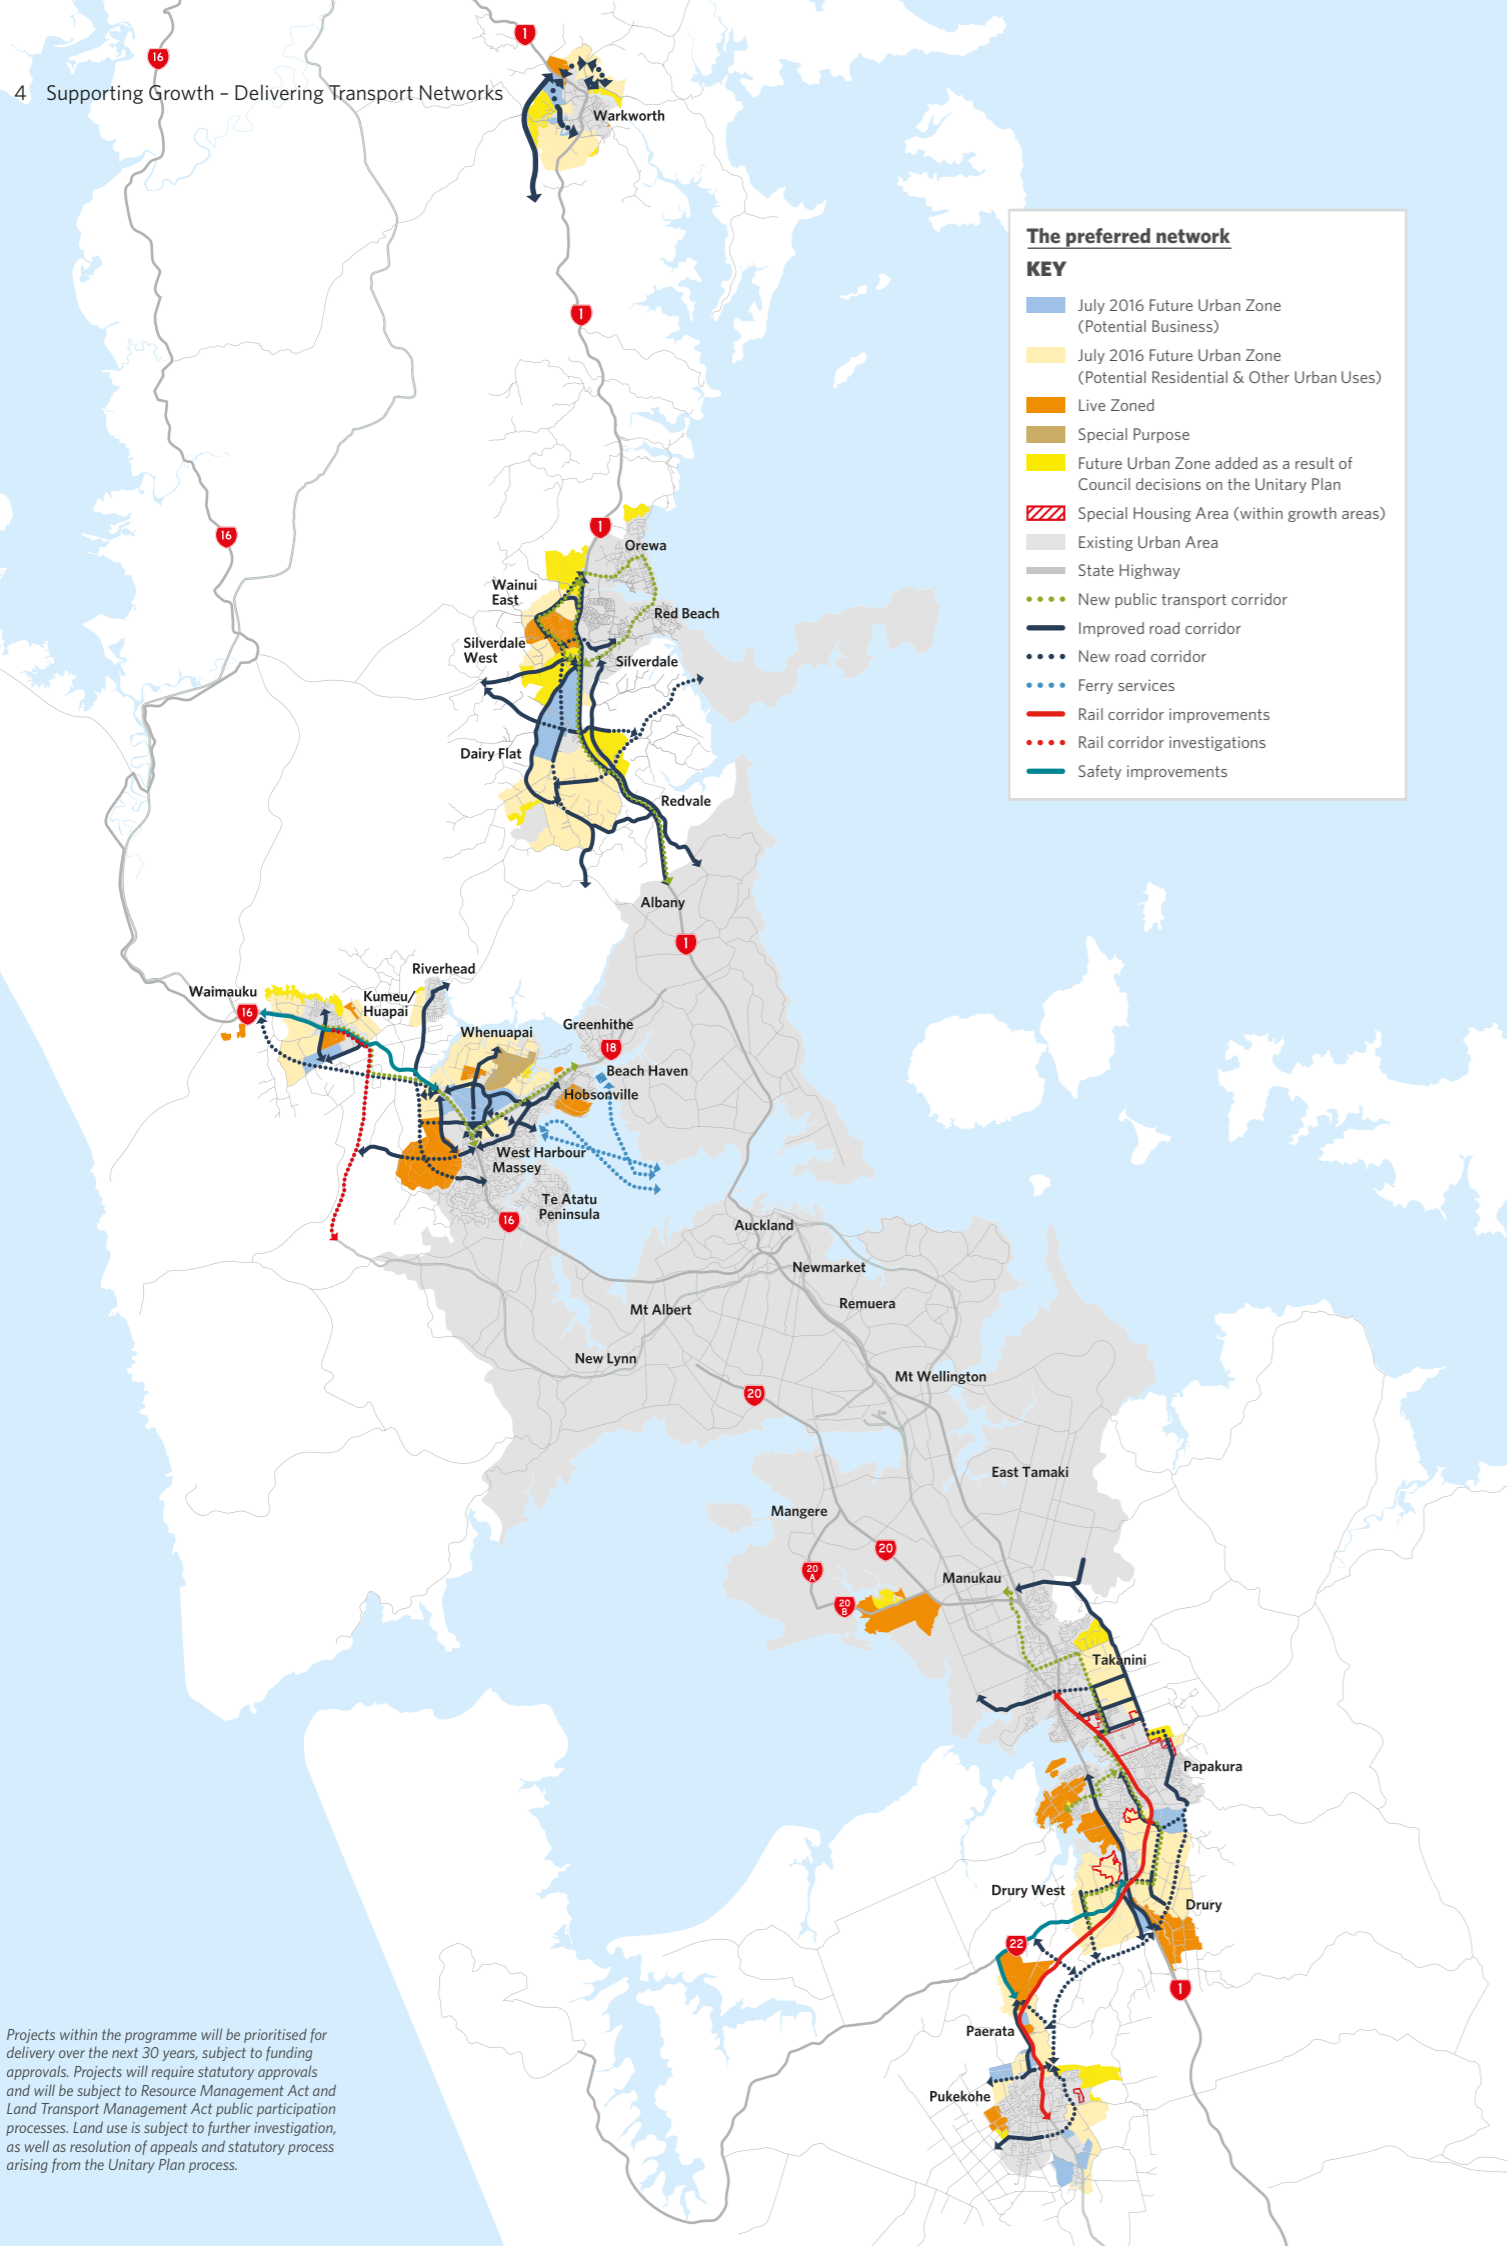 1
16
4 Supporting Growth – Delivering Transport Networks
Warkworth
The preferred network
KEY
July 2016 Future Urban Zone
(Potential Business)
July 2016 Future Urban Zone
(Potential Residential & Other Urban Uses)
Live Zoned
Special Purpose
Future Urban Zone added as a result of
Council decisions on the Unitary Plan
Special Housing Area (within growth areas)
Existing Urban Area
State Highway
New public transport corridor
Improved road corridor
New road corridor
Ferry services
Rail corridor improvements
Rail corridor investigations
Safety improvements
1
1
16
Orewa
Wainui
East
Red Beach
Silverdale
West
Silverdale
Dairy Flat
Redvale
Albany
1
Riverhead
Waimauku
16
Kumeu/
Huapai
Whenuapai
Greenhithe
18
Beach Haven
Hobsonville
West Harbour
Massey
Te Atatu
Peninsula
16
Auckland
Newmarket
Remuera
Mt Albert
New Lynn
Mt Wellington
20
East Tamaki
Mangere
20
20
A
Manukau
20
B
Takanini
Papakura
Drury West
Drury
22
1
Paerata
Pukekohe
Projects within the programme will be prioritised for
delivery over the next 30 years, subject to funding
approvals. Projects will require statutory approvals
and will be subject to Resource Management Act and
Land Transport Management Act public participation
processes. Land use is subject to further investigation,
as well as resolution of appeals and statutory process
arising from the Unitary Plan process.